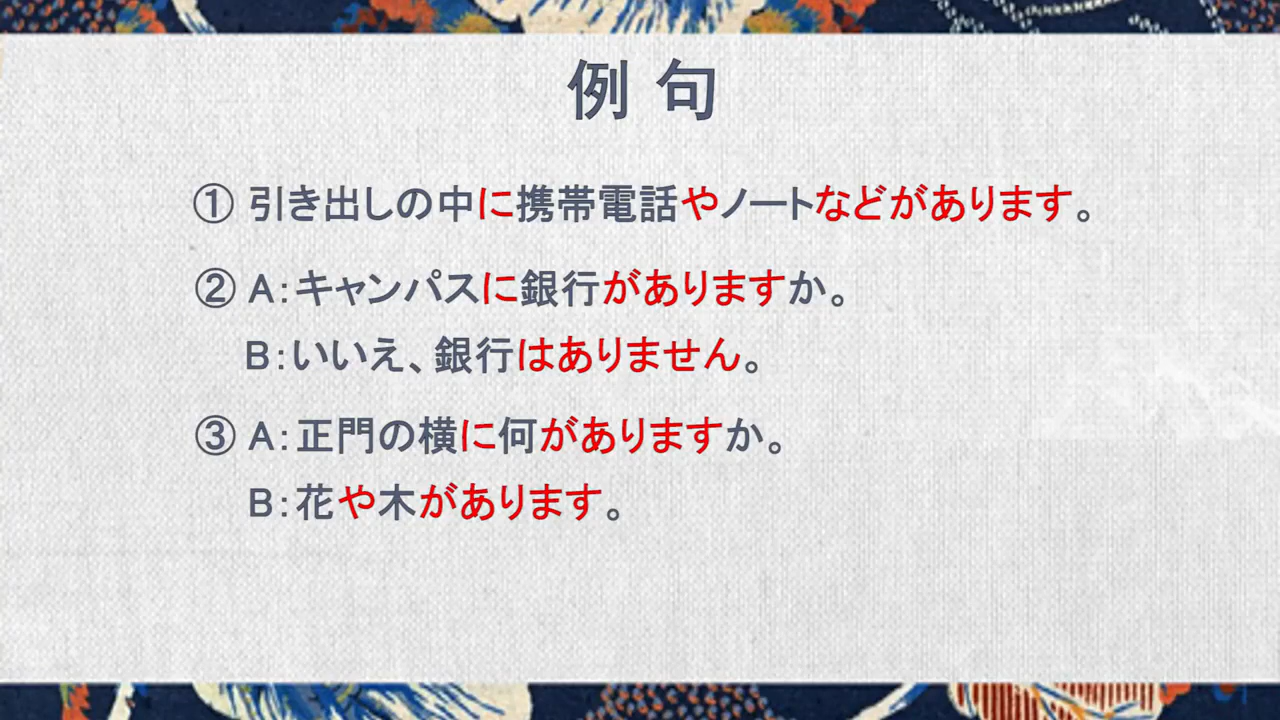 例句
① 引き出しの中に携帯電話やノートなどがあります。
② A:キャンパスに銀行がありますか。
B:いいえ、銀行はありません。
③ A:正門の横に何がありますか。
B:花や木があります。